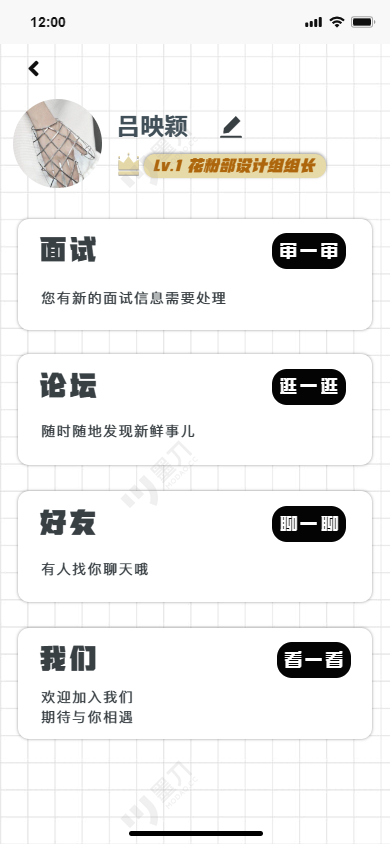 12:00
吕映颖
Lv.1 花粉部设计组组长
面试
审一审
您有新的面试信息需要处理
论坛
逛一逛
随时随地发现新鲜事儿
墨刀
好友
聊一聊
有人找你聊天哦
我们
看一看
欢迎加入我们
期待与你相遇
墨刀